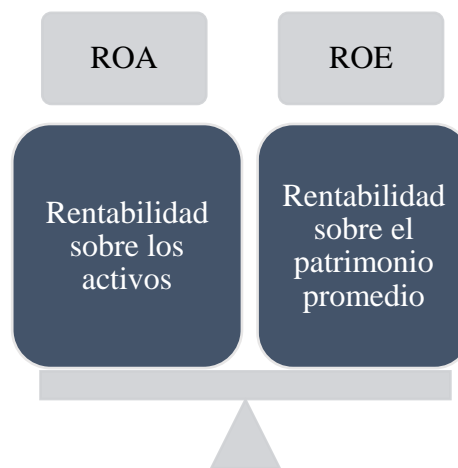 ROA
ROE
Rentabilidad
sobre los
activos
Rentabilidad
sobre el
patrimonio
promedio